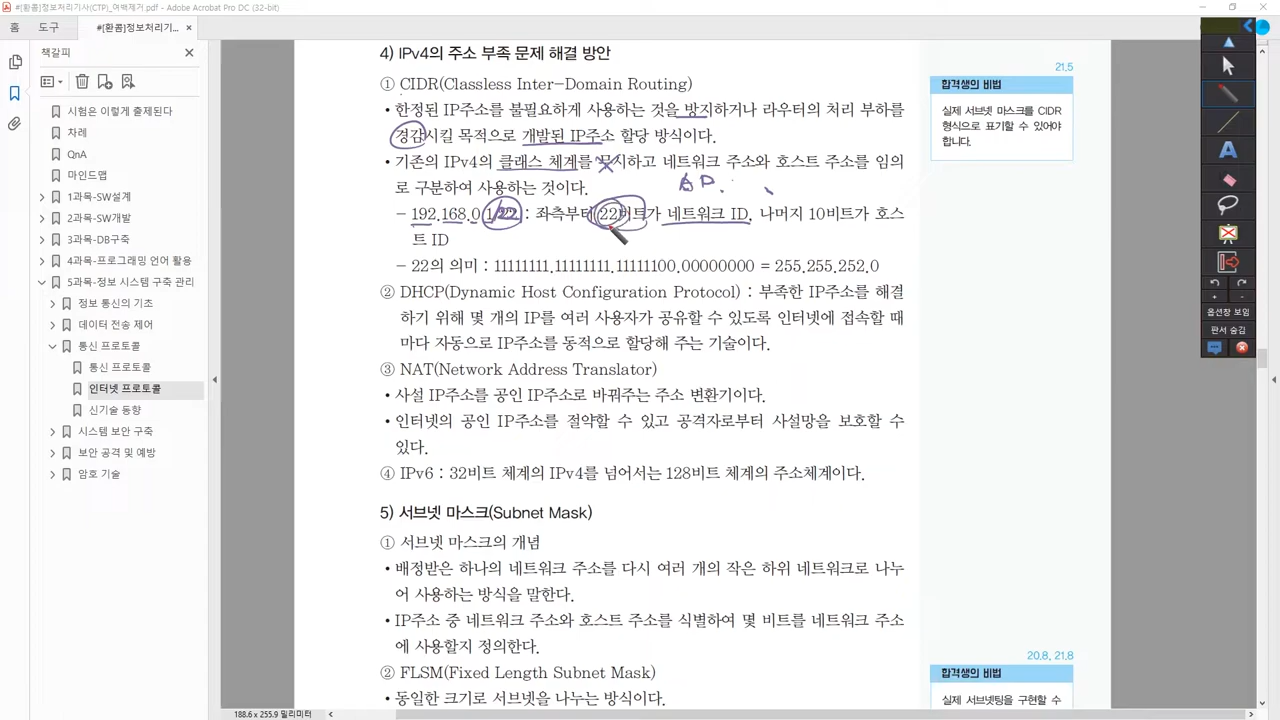 #[환콤]정보처리기사(CTP)_여백제거.pdf - Adobe Acrobat Pro DC (32-bit)
홈 도구 #[환콤]정보처리기... ×
책갈피 ×
시험은 이렇게 출제된다
차례
QnA
마인드맵
1과목-SW설계
2과목-SW개발
3과목-DB구축
4과목-프로그래밍 언어 활용
5과목-정보 시스템 구축 관리
정보 통신의 기초
데이터 전송 제어
통신 프로토콜
통신 프로토콜
인터넷 프로토콜
신기술 동향
시스템 보안 구축
보안 공격 및 예방
암호 기술
4) IPv4의 주소 부족 문제 해결 방안
① CIDR(Classless Inter-Domain Routing)
• 한정된 IP주소를 불필요하게 사용하는 것을 방지하거나 라우터의 처리 부하를
경감시킬 목적으로 개발된 IP주소 할당 방식이다.
• 기존의 IPv4의 클래스 체계를 무시하고 네트워크 주소와 호스트 주소를 임의
로 구분하여 사용하는 것이다.
- 192.168.0.1/22 : 좌측부터 22비트가 네트워크 ID, 나머지 10비트가 호스
트 ID
- 22의 의미 : 11111111.11111111.11111100.00000000 = 255.255.252.0
② DHCP(Dynamic Host Configuration Protocol) : 부족한 IP주소를 해결
하기 위해 몇 개의 IP를 여러 사용자가 공유할 수 있도록 인터넷에 접속할 때
마다 자동으로 IP주소를 동적으로 할당해 주는 기술이다.
③ NAT(Network Address Translator)
• 사설 IP주소를 공인 IP주소로 바꿔주는 주소 변환기이다.
• 인터넷의 공인 IP주소를 절약할 수 있고 공격자로부터 사설망을 보호할 수
있다.
④ IPv6 : 32비트 체계의 IPv4를 넘어서는 128비트 체계의 주소체계이다.
5) 서브넷 마스크(Subnet Mask)
① 서브넷 마스크의 개념
• 배정받은 하나의 네트워크 주소를 다시 여러 개의 작은 하위 네트워크로 나누
어 사용하는 방식을 말한다.
• IP주소 중 네트워크 주소와 호스트 주소를 식별하여 몇 비트를 네트워크 주소
에 사용할지 정의한다.
② FLSM(Fixed Length Subnet Mask)
• 동일한 크기로 서브넷을 나누는 방식이다.
21.5
합격생의 비법
실제 서브넷 마스크를 CIDR
형식으로 표기할 수 있어야
합니다.
20.8, 21.8
합격생의 비법
실제 서브넷팅을 구현할 수
옵션창 보임
판서 숨김
188.6 x 255.9 밀리미터